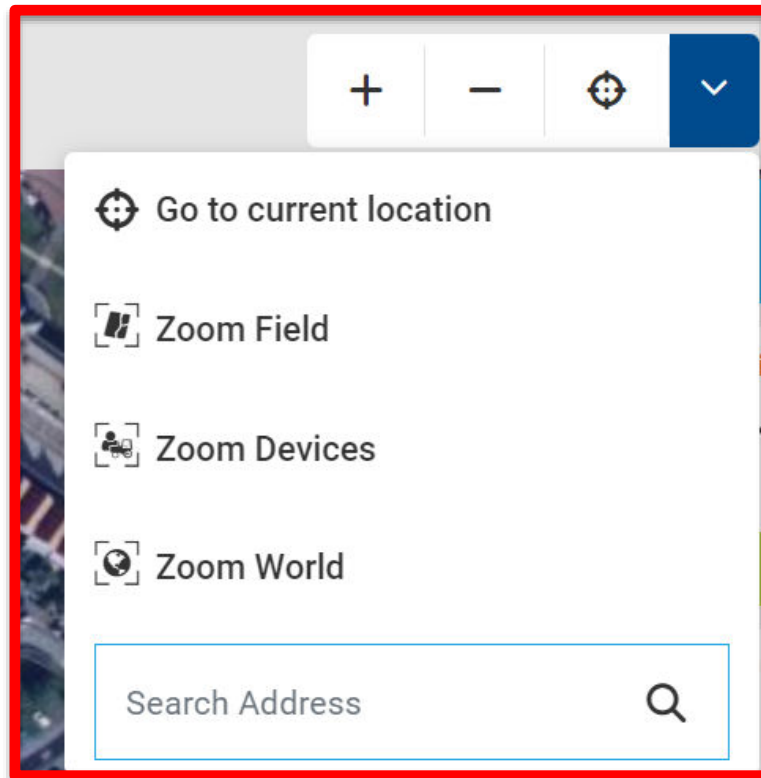 Go to current location
Zoom Field
Zoom Devices
Zoom World
Search Address